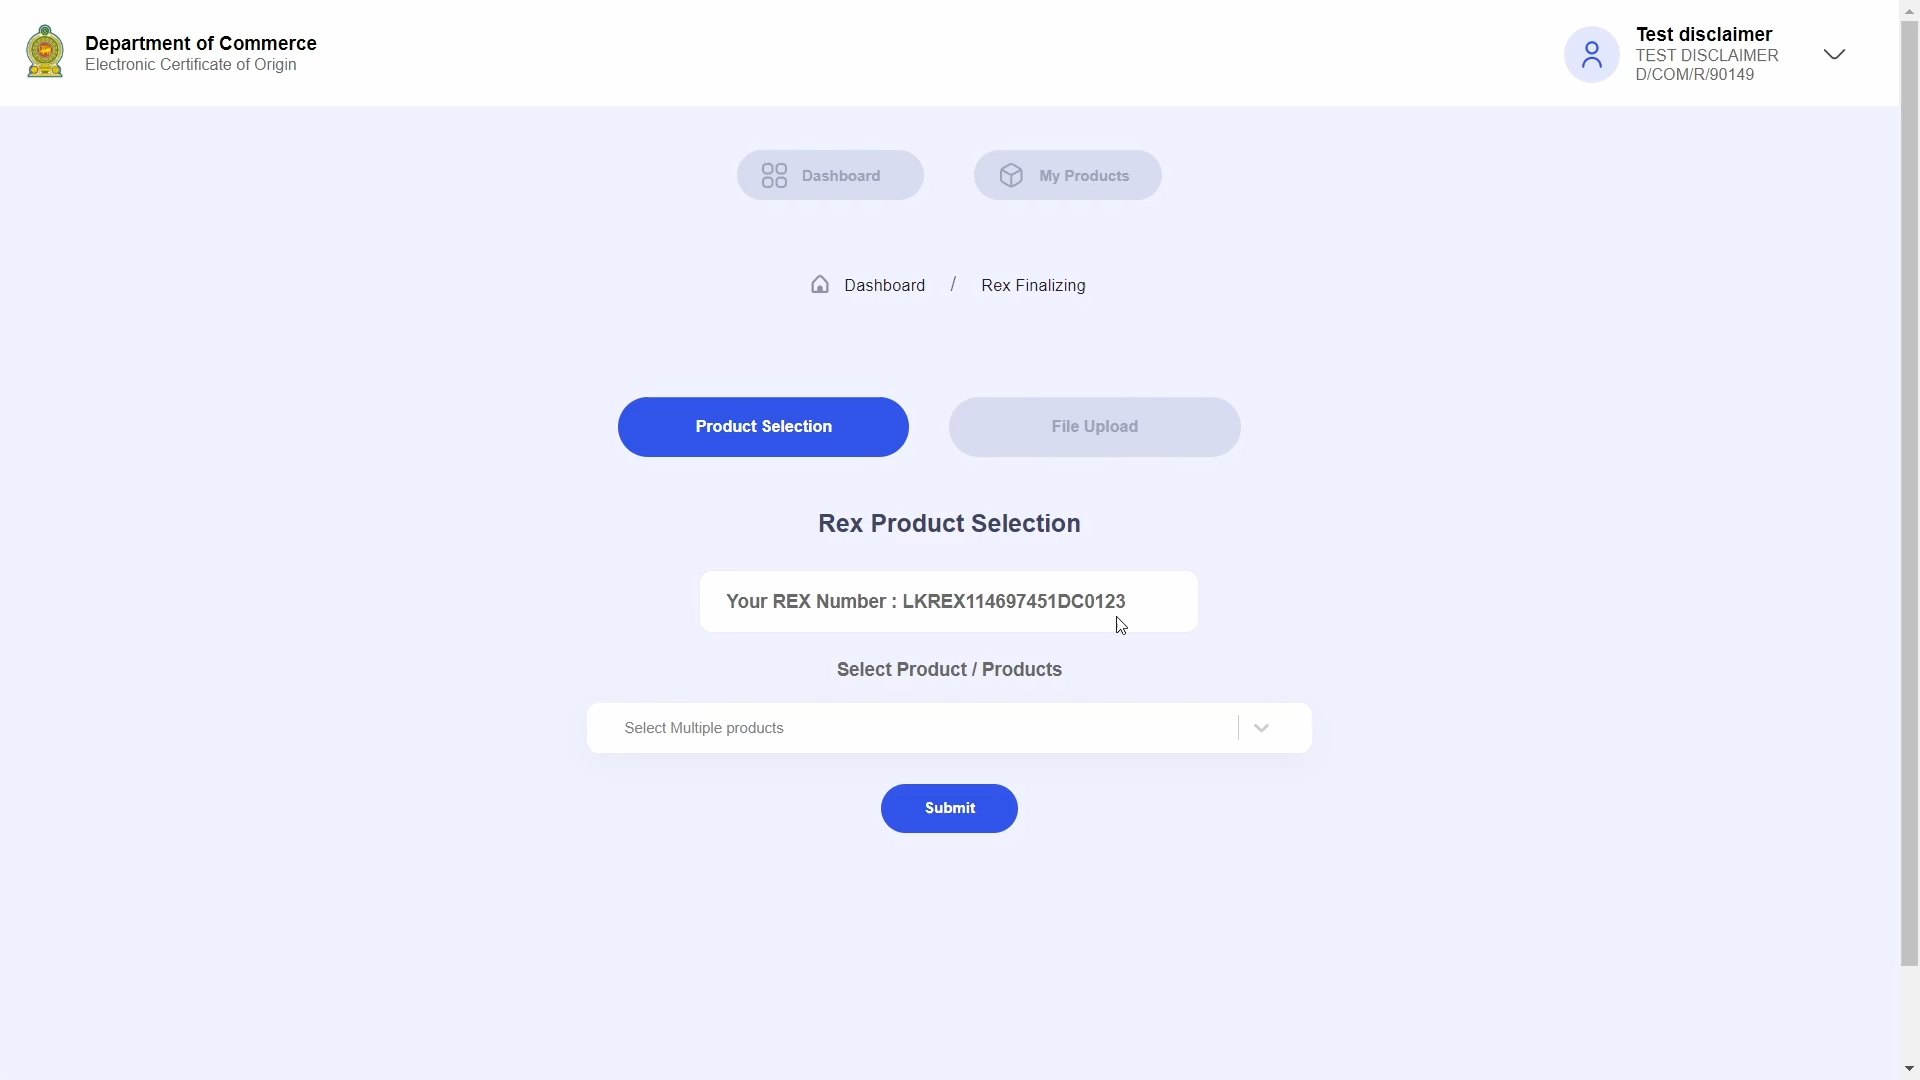 Department of Commerce
Electronic Certificate of Origin
Test disclaimer
TEST DISCLAIMER
D/COM/R/90149
Dashboard
My Products
Dashboard / Rex Finalizing
Product Selection
File Upload
Rex Product Selection
Your REX Number : LKREX114697451DC0123
Select Product / Products
Select Multiple products
Submit